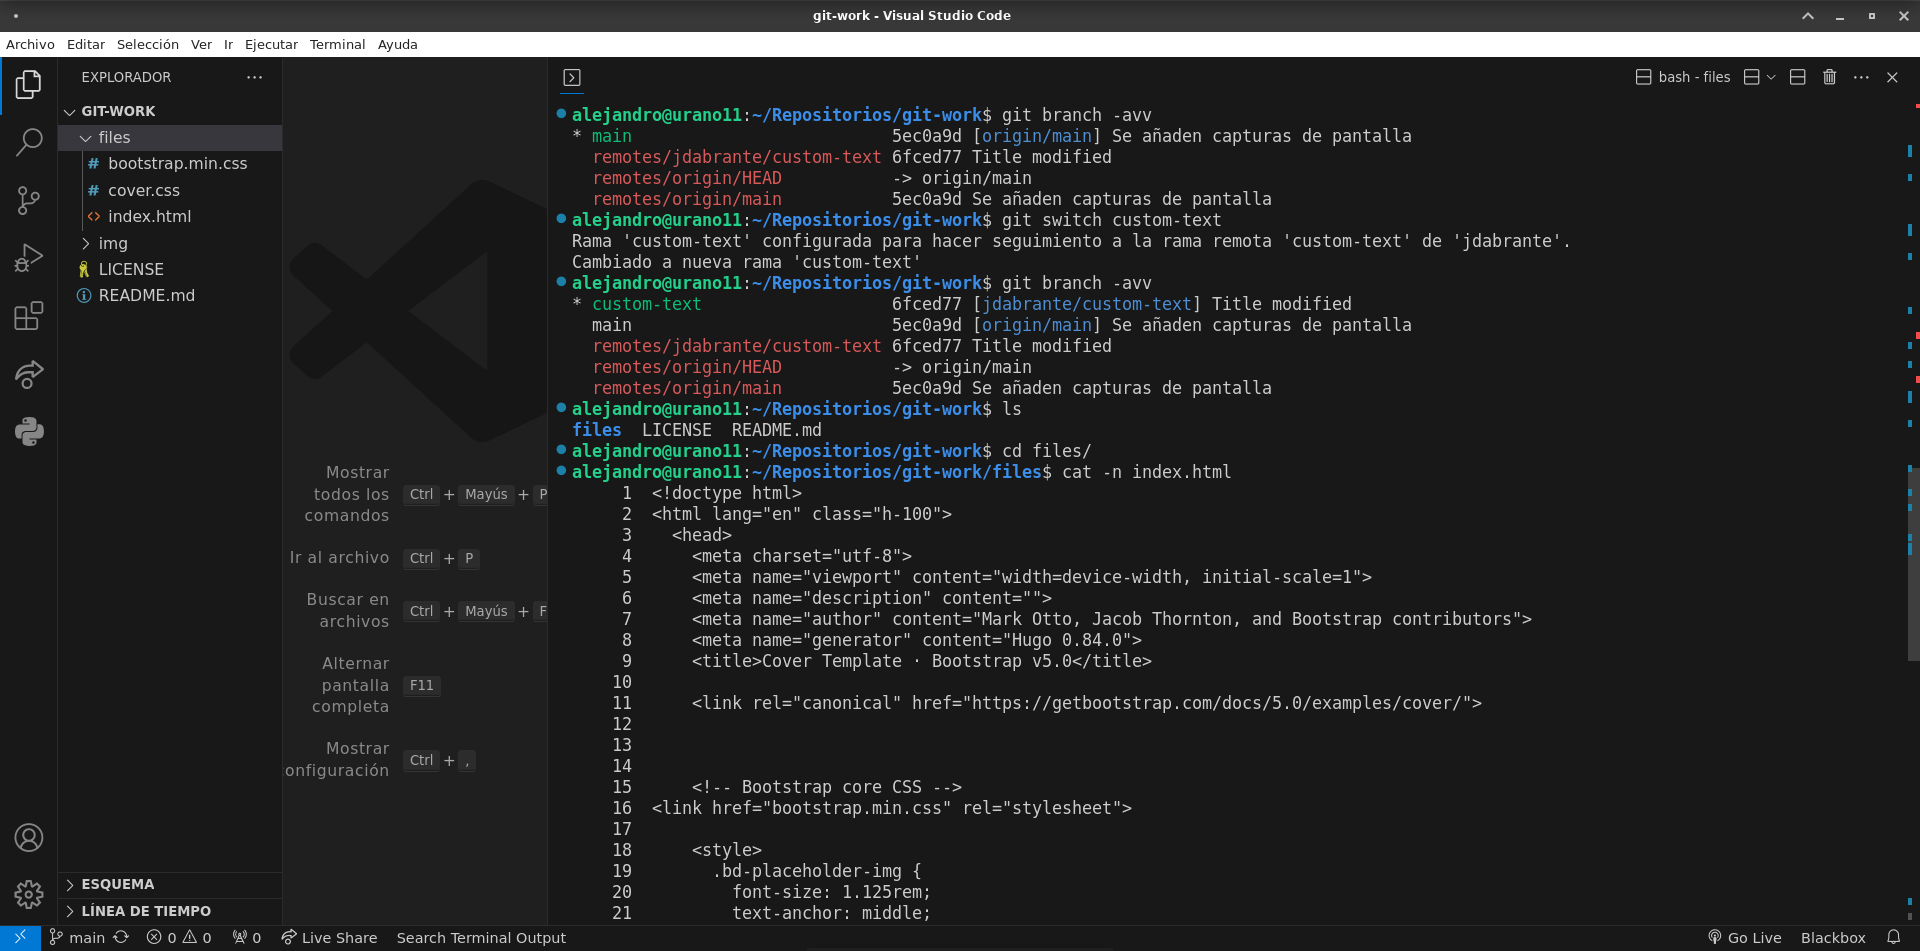 git-work - Visual Studio Code
Archivo Editar Selección Ver Ir Ejecutar Terminal Ayuda
EXPLORADOR
GIT-WORK
files
bootstrap.min.css
cover.css
index.html
img
LICENSE
README.md
ESQUEMA
LÍNEA DE TIEMPO
Mostrar
todos los
comandos
Ctrl + Mayús + P
Ir al archivo Ctrl + P
Buscar en
archivos
Ctrl + Mayús + F
Alternar
pantalla
completa
F11
Mostrar
onfiguración
Ctrl + ,
bash - files
alejandro@urano11:~/Repositorios/git-work$ git branch -avv
* main 5ec0a9d [origin/main] Se añaden capturas de pantalla
remotes/jdabrante/custom-text 6fced77 Title modified
remotes/origin/HEAD -> origin/main
remotes/origin/main 5ec0a9d Se añaden capturas de pantalla
alejandro@urano11:~/Repositorios/git-work$ git switch custom-text
Rama 'custom-text' configurada para hacer seguimiento a la rama remota 'custom-text' de 'jdabrante'.
Cambiado a nueva rama 'custom-text'
alejandro@urano11:~/Repositorios/git-work$ git branch -avv
* custom-text 6fced77 [jdabrante/custom-text] Title modified
main 5ec0a9d [origin/main] Se añaden capturas de pantalla
remotes/jdabrante/custom-text 6fced77 Title modified
remotes/origin/HEAD -> origin/main
remotes/origin/main 5ec0a9d Se añaden capturas de pantalla
alejandro@urano11:~/Repositorios/git-work$ ls
files LICENSE README.md
alejandro@urano11:~/Repositorios/git-work$ cd files/
alejandro@urano11:~/Repositorios/git-work/files$ cat -n index.html
1 <!doctype html>
2 <html lang="en" class="h-100">
3 <head>
4 <meta charset="utf-8">
5 <meta name="viewport" content="width=device-width, initial-scale=1">
6 <meta name="description" content="">
7 <meta name="author" content="Mark Otto, Jacob Thornton, and Bootstrap contributors">
8 <meta name="generator" content="Hugo 0.84.0">
9 <title>Cover Template · Bootstrap v5.0</title>
10
11 <link rel="canonical" href="https://getbootstrap.com/docs/5.0/examples/cover/">
12
13
14
15 <!-- Bootstrap core CSS -->
16 <link href="bootstrap.min.css" rel="stylesheet">
17
18 <style>
19 .bd-placeholder-img {
20 font-size: 1.125rem;
21 text-anchor: middle;
main 0 0 0 Live Share Search Terminal Output Go Live Blackbox